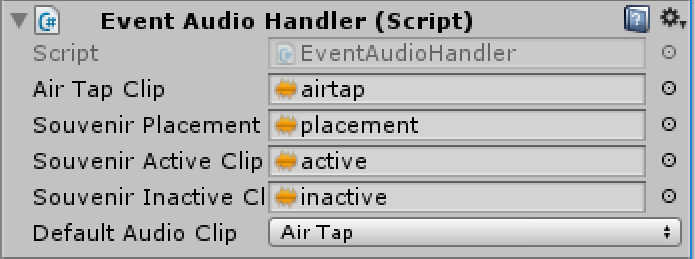 Event Audio Handler (Script)
Script EventAudioHandler
Air Tap Clip airtap
Souvenir Placement placement
Souvenir Active Clip active
Souvenir Inactive Cl inactive
Default Audio Clip Air Tap